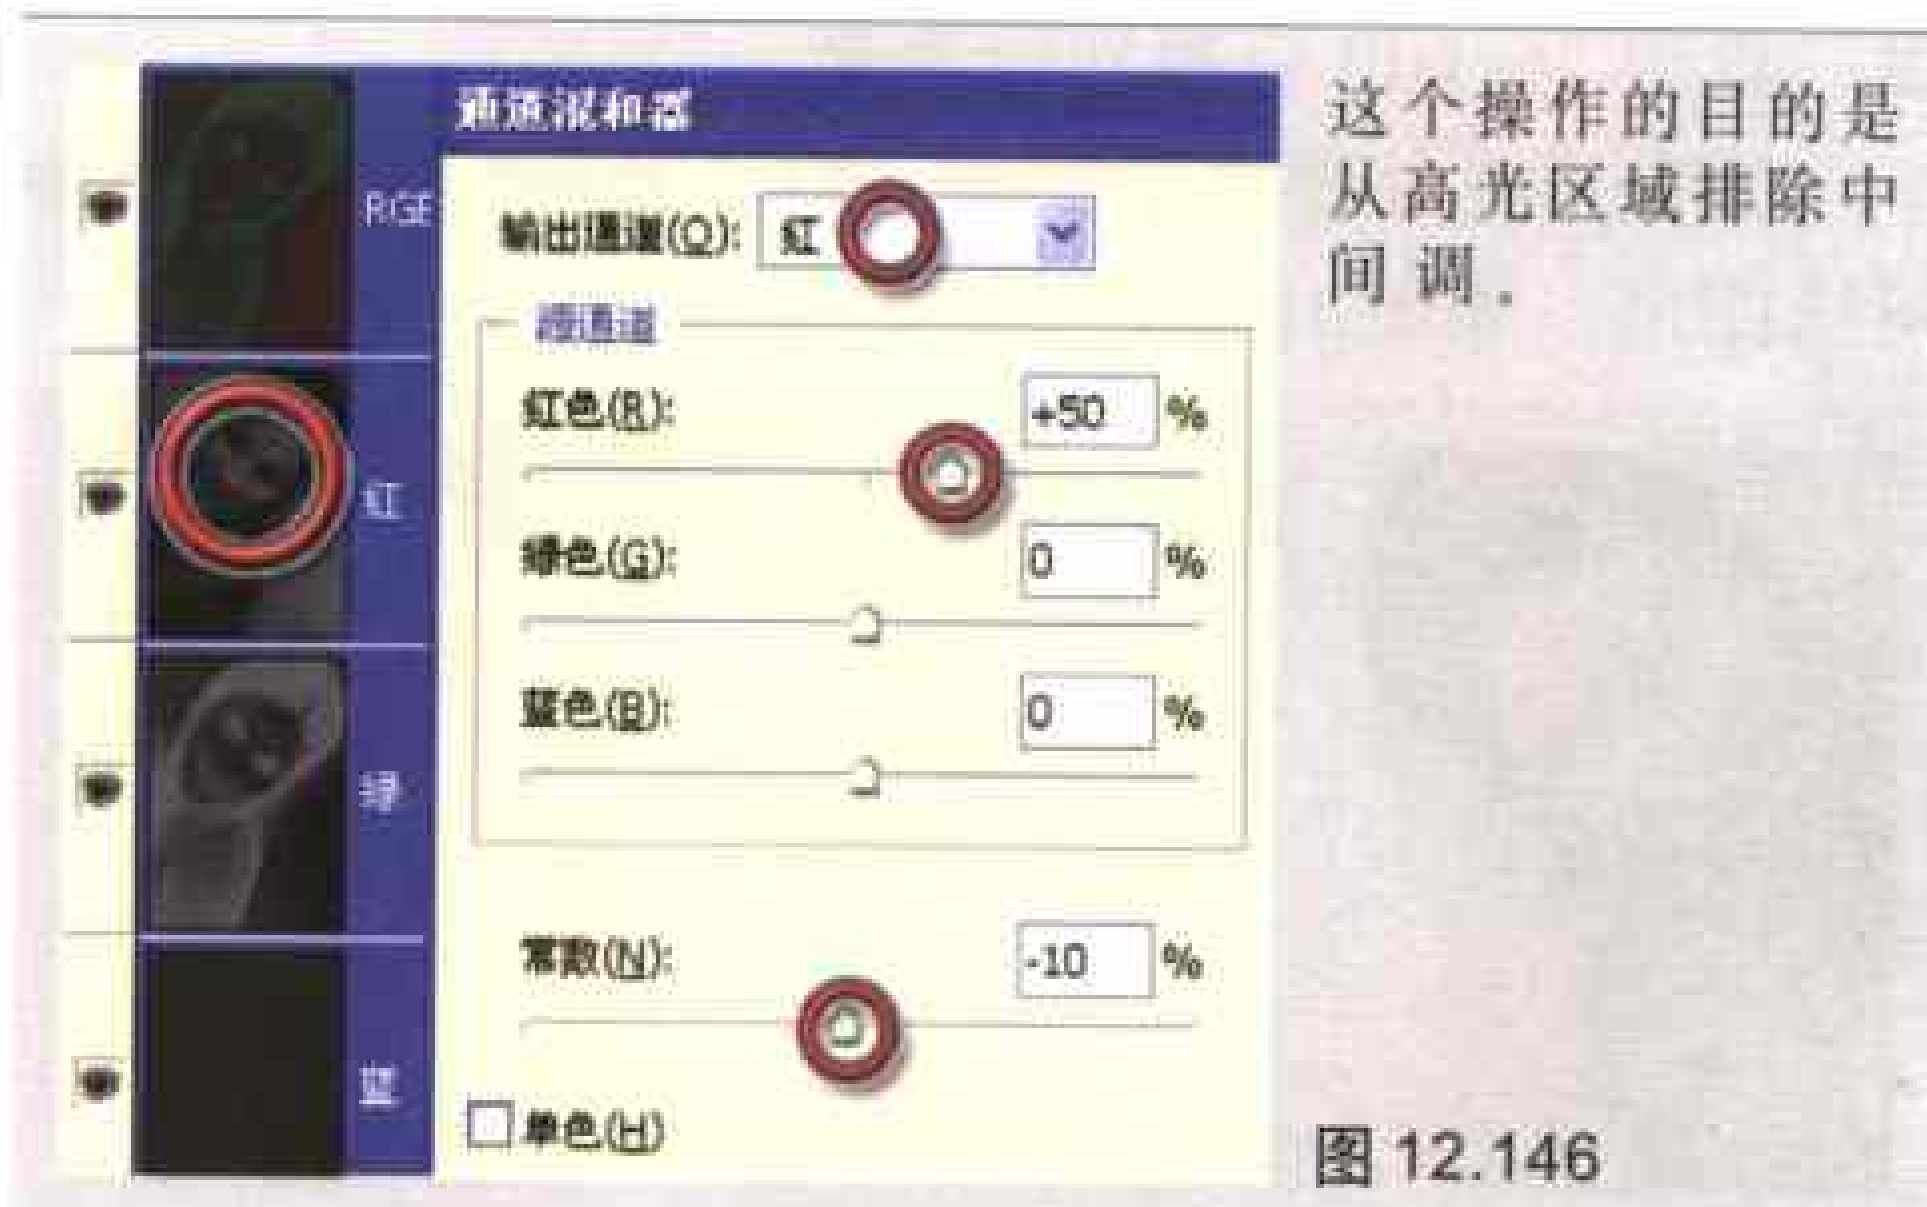 通道混和器
RGB
输出通道(O): 红
源通道
红
红色(R): +50 %
绿色(G): 0 %
蓝色(B): 0 %
绿
常数(N): -10 %
蓝
单色(H)
这个操作的目的是
从高光区域排除中
间调。
图 12.146